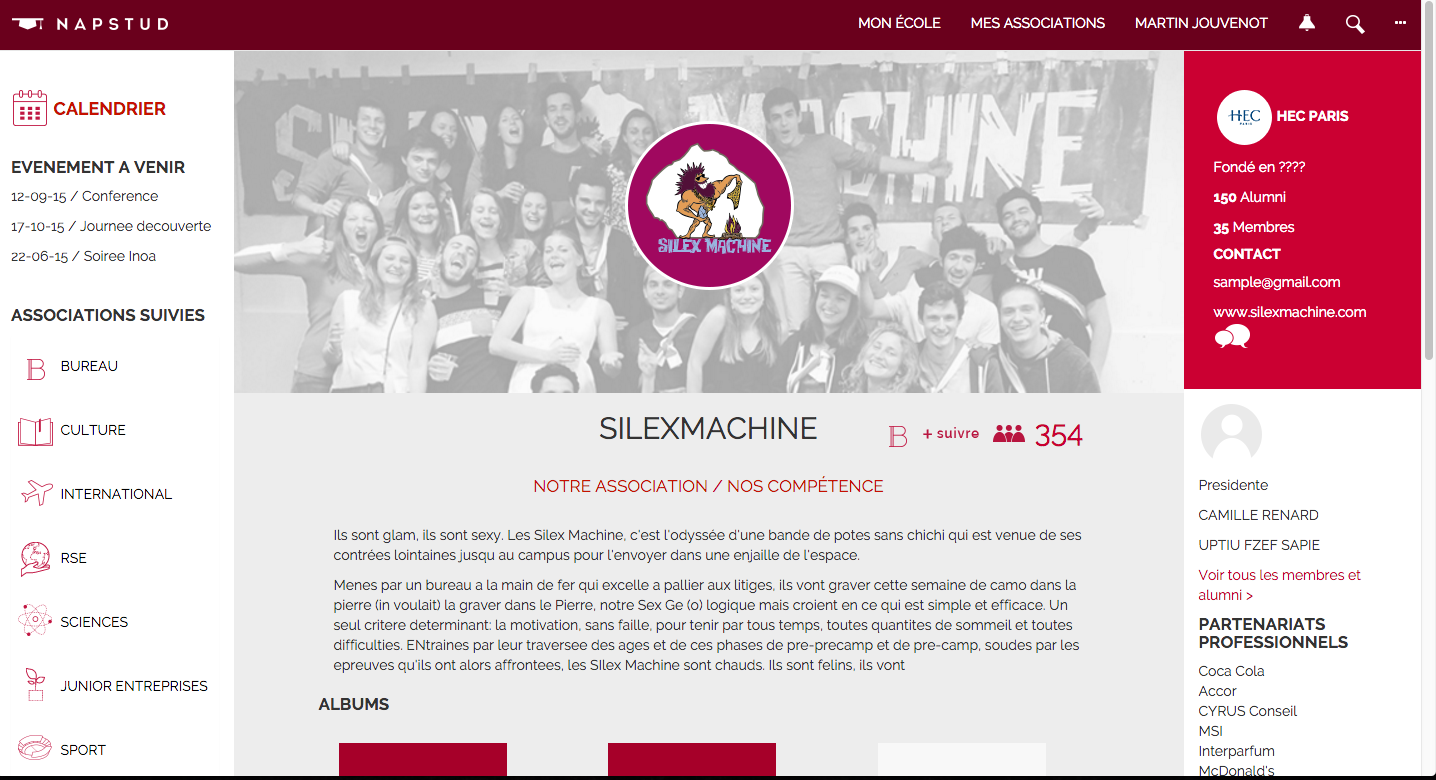 NAPSTUD
MON ÉCOLE
MES ASSOCIATIONS
MARTIN JOUVENOT
CALENDRIER
EVENEMENT A VENIR
12-09-15 / Conference
17-10-15 / Journee decouverte
22-06-15 / Soiree Inoa
ASSOCIATIONS SUIVIES
B BUREAU
CULTURE
INTERNATIONAL
RSE
SCIENCES
JUNIOR ENTREPRISES
SPORT
MACHINE
SILEX MACHINE
SILEXMACHINE
B + suivre 354
NOTRE ASSOCIATION / NOS COMPÉTENCE
Ils sont glam, ils sont sexy. Les Silex Machine, c'est l'odyssée d'une bande de potes sans chichi qui est venue de ses
contrées lointaines jusqu au campus pour l'envoyer dans une enjaille de l'espace.
Menes par un bureau a la main de fer qui excelle a pallier aux litiges, ils vont graver cette semaine de camo dans la
pierre (in voulait) la graver dans le Pierre, notre Sex Ge (o) logique mais croient en ce qui est simple et efficace. Un
seul critere determinant: la motivation, sans faille, pour tenir par tous temps, toutes quantites de sommeil et toutes
difficulties. ENtraines par leur traversee des ages et de ces phases de pre-precamp et de pre-camp, soudes par les
epreuves qu'ils ont alors affrontees, les SIlex Machine sont chauds. Ils sont felins, ils vont
ALBUMS
HEC
PARIS
HEC PARIS
Fondé en ????
150 Alumni
35 Membres
CONTACT
sample@gmail.com
www.silexmachine.com
Presidente
CAMILLE RENARD
UPTIU FZEF SAPIE
Voir tous les membres et
alumni >
PARTENARIATS
PROFESSIONNELS
Coca Cola
Accor
CYRUS Conseil
MSI
Interparfum
McDonald's